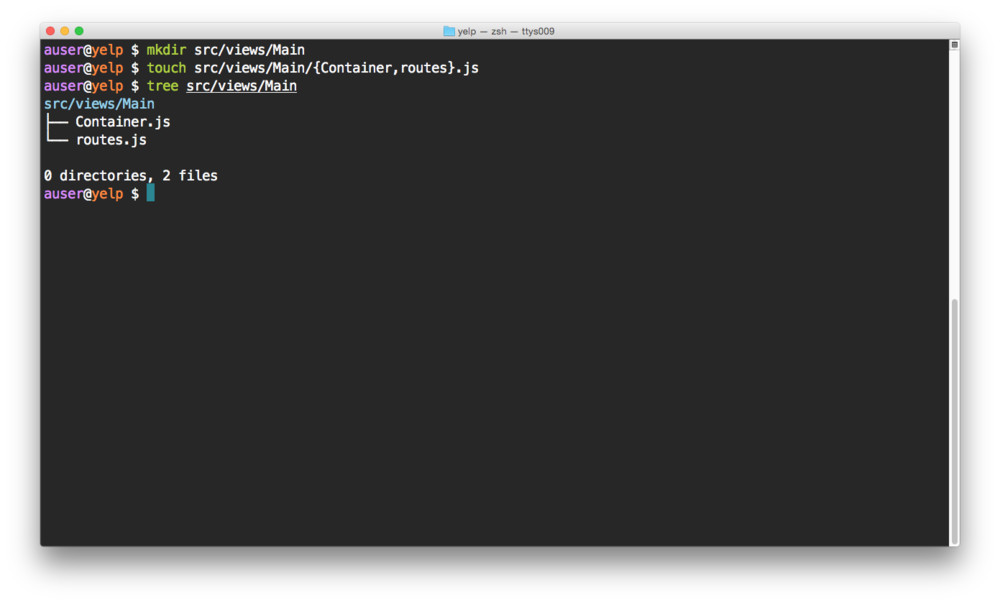 yelp — zsh — ttys009
auser@yelp $ mkdir src/views/Main
auser@yelp $ touch src/views/Main/{Container,routes}.js
auser@yelp $ tree src/views/Main
src/views/Main
├── Container.js
└── routes.js
0 directories, 2 files
auser@yelp $